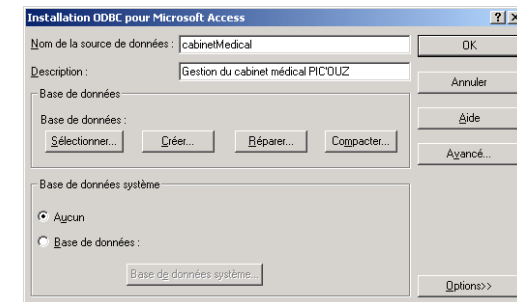 Installation ODBC pour Microsoft Access
Nom de la source de données : cabinetMedical
OK
Description : Gestion du cabinet médical PIC'OUZ
Annuler
Base de données
Aide
Base de données :
Sélectionner... Créer... Réparer... Compacter...
Avancé...
Base de données système
Aucun
Base de données :
Base de données système...
Options>>